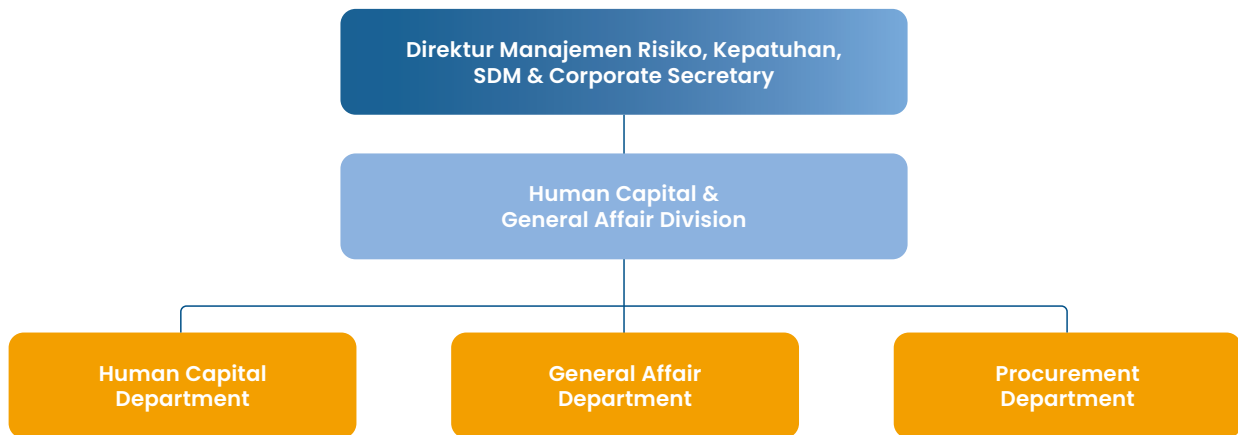 Direktur Manajemen Risiko, Kepatuhan,
SDM & Corporate Secretary
Human Capital &
General Affair Division
Human Capital
Department
General Affair
Department
Procurement
Department